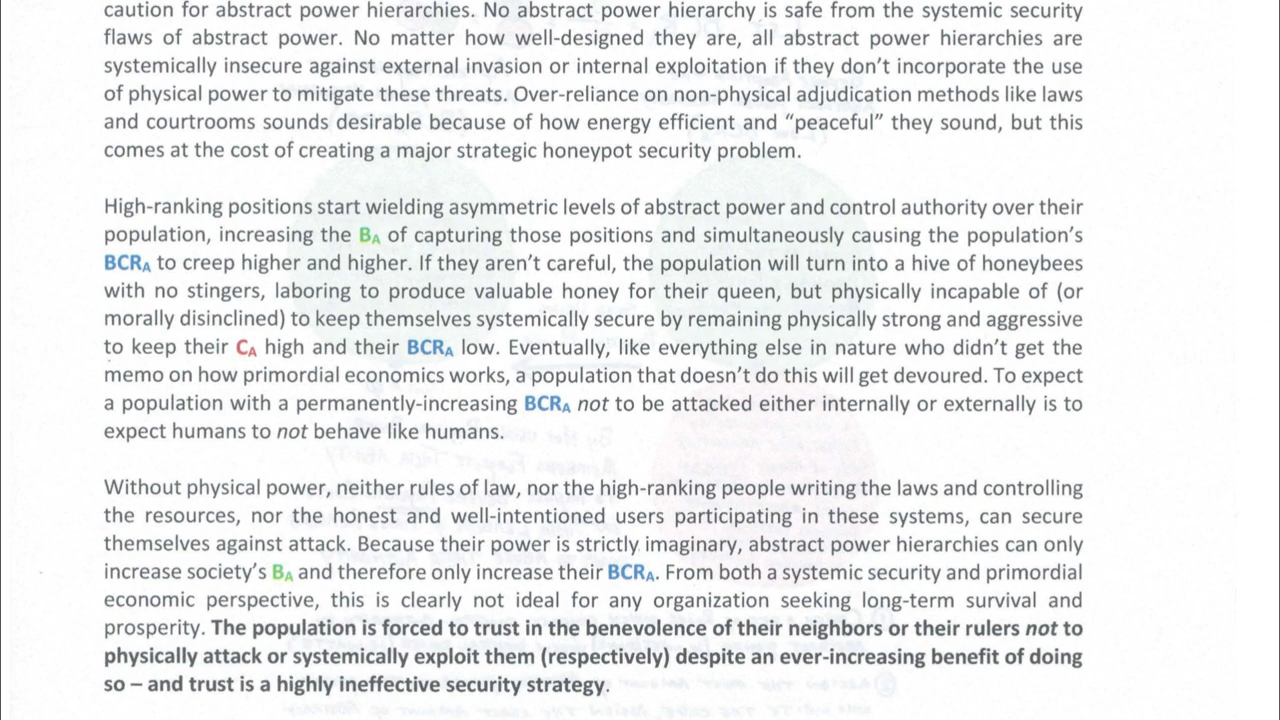 caution for abstract power hierarchies. No abstract power hierarchy is safe from the systemic security
flaws of abstract power. No matter how well-designed they are, all abstract power hierarchies are
systemically insecure against external invasion or internal exploitation if they don’t incorporate the use
of physical power to mitigate these threats. Over-reliance on non-physical adjudication methods like laws
and courtrooms sounds desirable because of how energy efficient and “peaceful” they sound, but this
comes at the cost of creating a major strategic honeypot security problem.
High-ranking positions start wielding asymmetric levels of abstract power and control authority over their
population, increasing the BA of capturing those positions and simultaneously causing the population’s
BCRA to creep higher and higher. If they aren’t careful, the population will turn into a hive of honeybees
with no stingers, laboring to produce valuable honey for their queen, but physically incapable of (or
morally disinclined) to keep themselves systemically secure by remaining physically strong and aggressive
to keep their CA high and their BCRA low. Eventually, like everything else in nature who didn’t get the
memo on how primordial economics works, a population that doesn’t do this will get devoured. To expect
a population with a permanently-increasing BCRA not to be attacked either internally or externally is to
expect humans to not behave like humans.
Without physical power, neither rules of law, nor the high-ranking people writing the laws and controlling
the resources, nor the honest and well-intentioned users participating in these systems, can secure
themselves against attack. Because their power is strictly imaginary, abstract power hierarchies can only
increase society’s BA and therefore only increase their BCRA. From both a systemic security and primordial
economic perspective, this is clearly not ideal for any organization seeking long-term survival and
prosperity. The population is forced to trust in the benevolence of their neighbors or their rulers not to
physically attack or systemically exploit them (respectively) despite an ever-increasing benefit of doing
so – and trust is a highly ineffective security strategy.